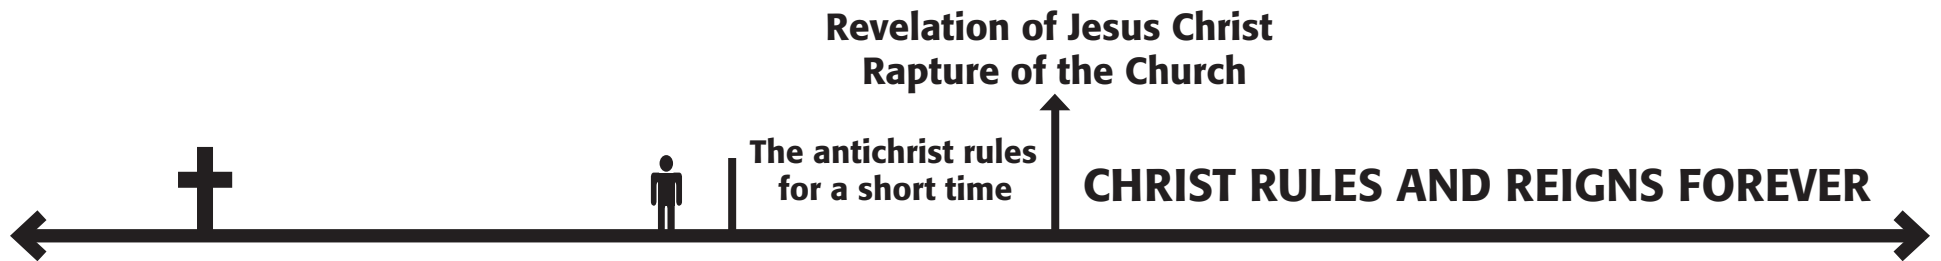 Revelation of Jesus Christ
Rapture of the Church
The antichrist rules
for a short time
CHRIST RULES AND REIGNS FOREVER